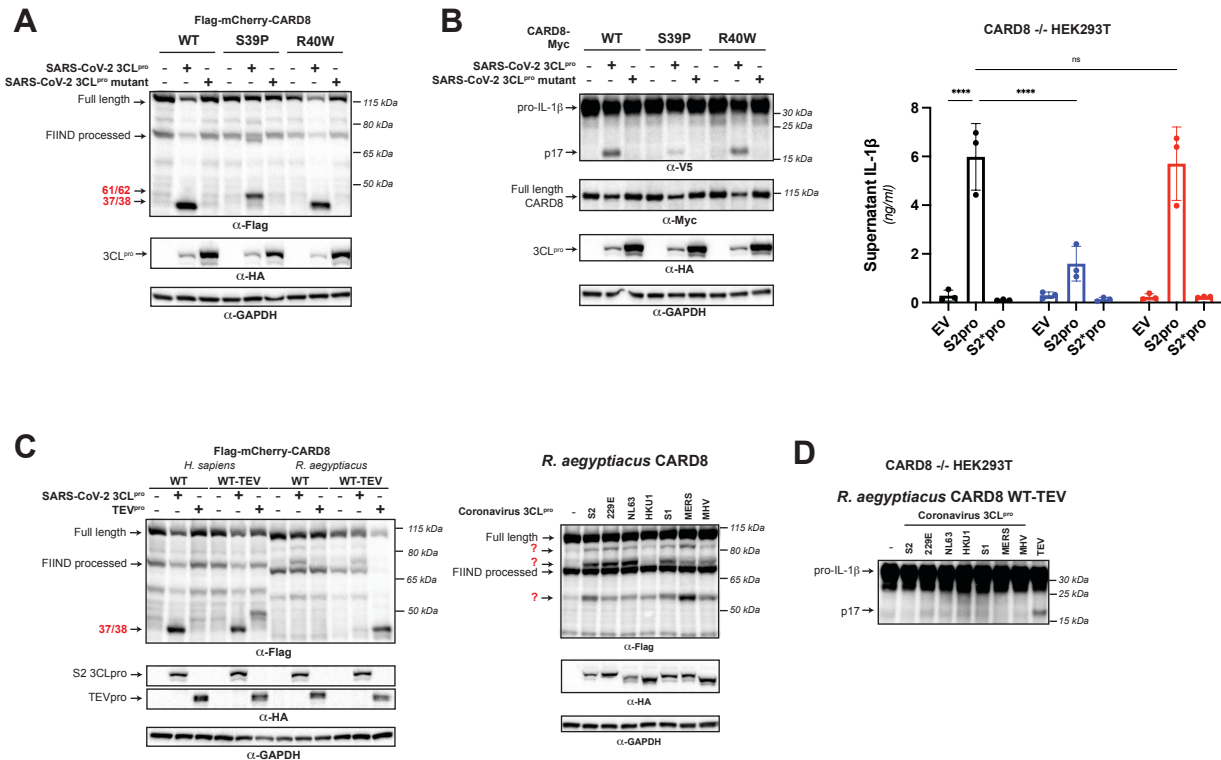 A
Flag-mCherry-CARD8
WT S39P R40W
SARS-CoV-2 3CLpro - + - - + - - + -
SARS-CoV-2 3CLpro mutant - - + - - + - - +
Full length
FIIND processed
61/62
37/38
115 kDa
80 kDa
65 kDa
50 kDa
α-Flag
3CLpro
α-HA
α-GAPDH
B
CARD8-
Myc
WT S39P R40W
SARS-CoV-2 3CLpro - + - - + - - + -
SARS-CoV-2 3CLpro mutant - - + - - + - - +
pro-IL-1β
p17
30 kDa
25 kDa
15 kDa
α-V5
Full length
CARD8
115 kDa
α-Myc
3CLpro
α-HA
α-GAPDH
CARD8 -/- HEK293T
ns
**** ****
Supernatant IL-1β
(ng/ml)
8
6
4
2
0
EV S2pro S2*pro EV S2pro S2*pro EV S2pro S2*pro
C
Flag-mCherry-CARD8
H. sapiens R. aegyptiacus
WT WT-TEV WT WT-TEV
SARS-CoV-2 3CLpro - + - - + - - + - - + -
TEVpro - - + - - + - - + - - +
Full length
FIIND processed
37/38
115 kDa
80 kDa
65 kDa
50 kDa
α-Flag
S2 3CLpro
TEVpro
α-HA
α-GAPDH
R. aegyptiacus CARD8
Coronavirus 3CLpro - S2 229E NL63 HKU1 S1 MERS MHV
Full length
?
?
FIIND processed
?
115 kDa
80 kDa
65 kDa
50 kDa
α-Flag
α-HA
α-GAPDH
D
CARD8 -/- HEK293T
R. aegyptiacus CARD8 WT-TEV
Coronavirus 3CLpro
- S2 229E NL63 HKU1 S1 MERS MHV TEV
pro-IL-1β
p17
30 kDa
25 kDa
15 kDa